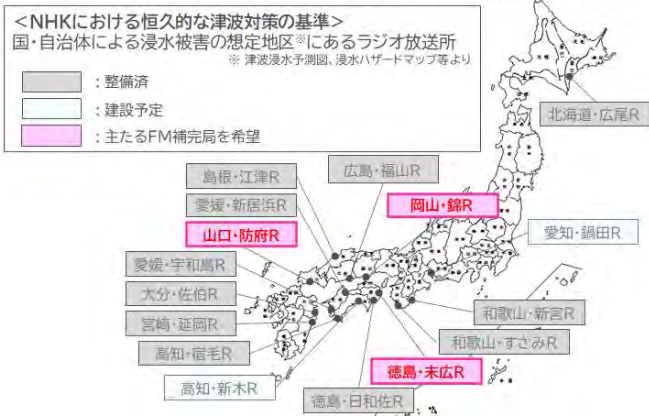 <NHKにおける恒久的な津波対策の基準>
国・自治体による浸水被害の想定地区※にあるラジオ放送所
※ 津波浸水予測図、浸水ハザードマップ等より
：整備済
：建設予定
：主たるFM補完局を希望
北海道・広尾R
広島・福山R
島根・江津R
愛媛・新居浜R
岡山・錦R
山口・防府R
愛知・鍋田R
愛媛・宇和島R
大分・佐伯R
和歌山・新宮R
宮崎・延岡R
和歌山・すさみR
高知・宿毛R
徳島・末広R
高知・新木R
徳島・日和佐R